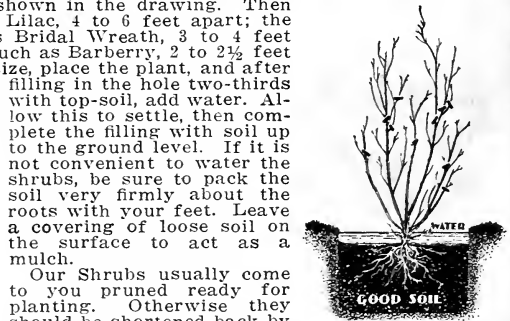 shown in the drawing. Then
Lilac, 4 to 6 feet apart; the
Bridal Wreath, 3 to 4 feet
such as Barberry, 2 to 2½ feet
size, place the plant, and after
filling in the hole two-thirds
with top-soil, add water. Al-
low this to settle, then com-
plete the filling with soil up
to the ground level. If it is
not convenient to water the
shrubs, be sure to pack the
soil very firmly about the
roots with your feet. Leave
a covering of loose soil on
the surface to act as a
mulch.
Our Shrubs usually come
to you pruned ready for
planting. Otherwise they
should be shortened back by
WATER
GOOD SOIL